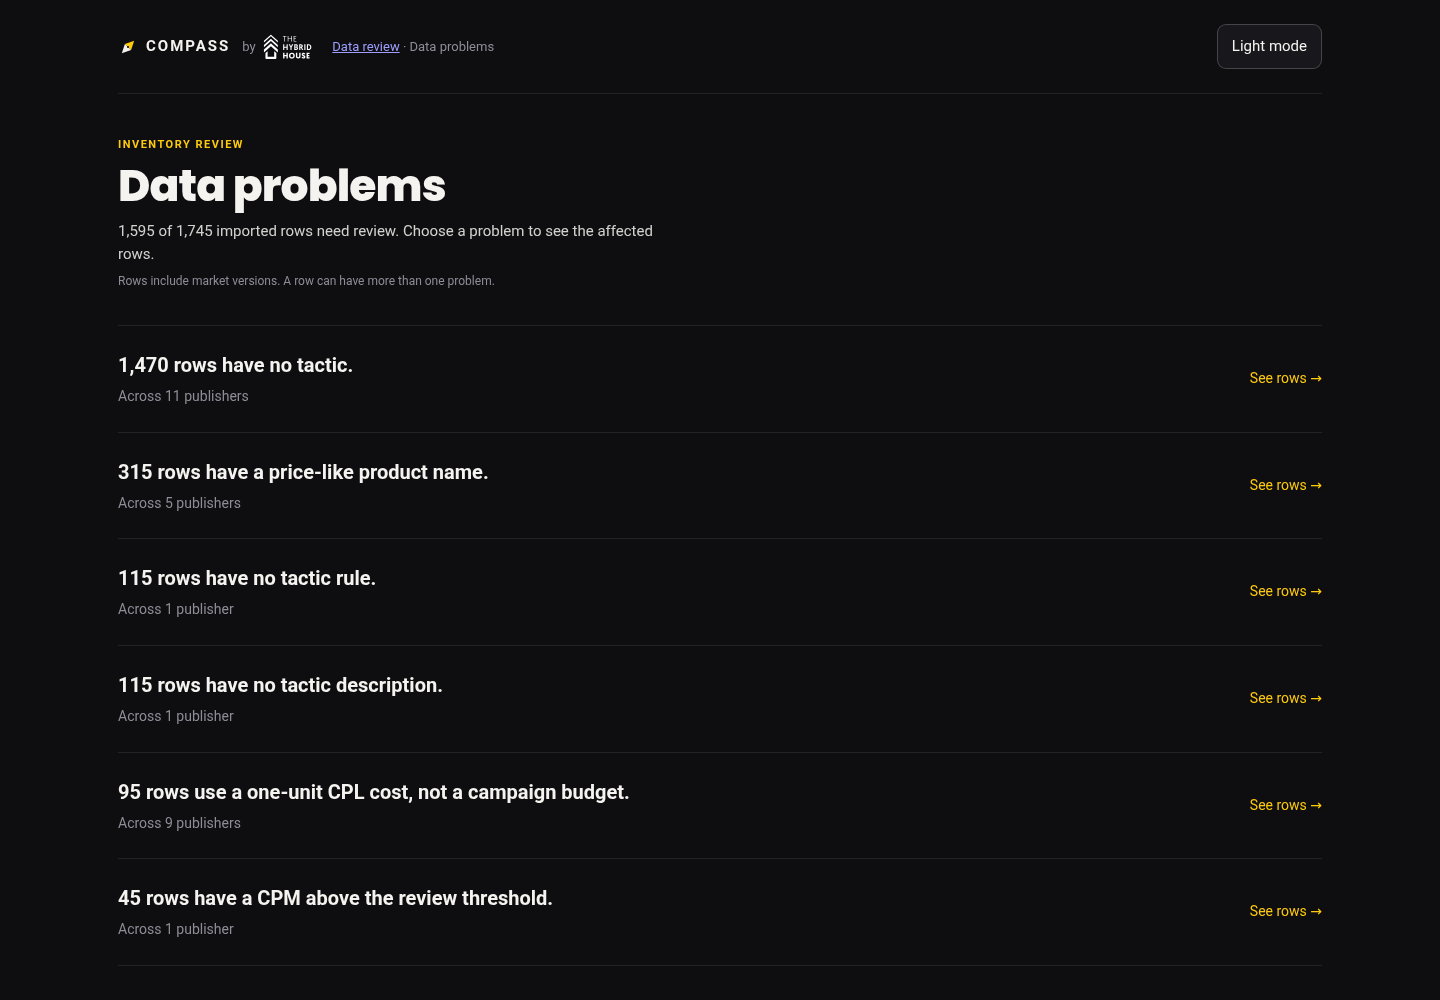 COMPASS by THE HYBRID HOUSE Data review · Data problems Light mode
INVENTORY REVIEW
Data problems
1,595 of 1,745 imported rows need review. Choose a problem to see the affected
rows.
Rows include market versions. A row can have more than one problem.
1,470 rows have no tactic.
Across 11 publishers
See rows →
315 rows have a price-like product name.
Across 5 publishers
See rows →
115 rows have no tactic rule.
Across 1 publisher
See rows →
115 rows have no tactic description.
Across 1 publisher
See rows →
95 rows use a one-unit CPL cost, not a campaign budget.
Across 9 publishers
See rows →
45 rows have a CPM above the review threshold.
Across 1 publisher
See rows →